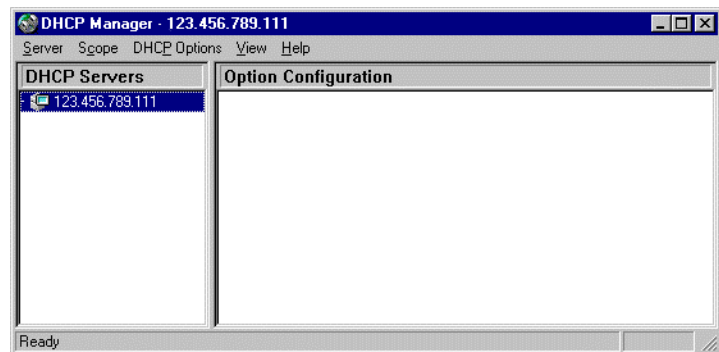 DHCP Manager - 123.456.789.111
Server Scope DHCP Options View Help
DHCP Servers
Option Configuration
123.456.789.111
Ready